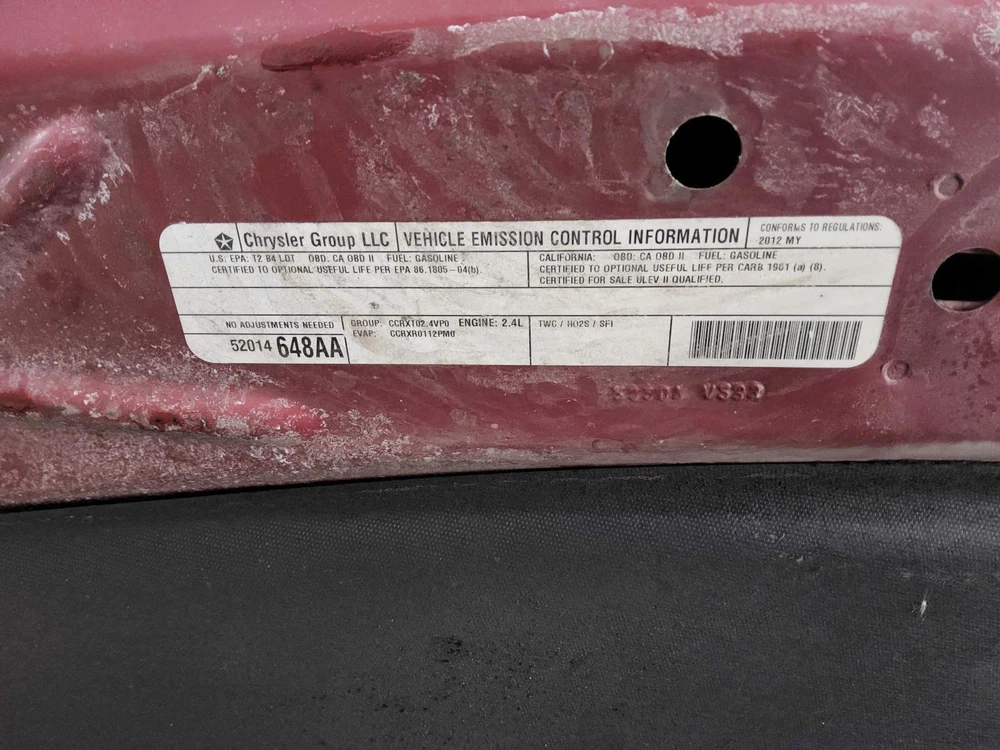 Chrysler Group LLC
VEHICLE EMISSION CONTROL INFORMATION
CONFORMS TO REGULATIONS:
2012 MY
U.S. EPA: T2 B4 LDT OBD: CA OBD II FUEL: GASOLINE
CERTIFIED TO OPTIONAL USEFUL LIFE PER EPA 86.1805-04(b).
CALIFORNIA: OBD: CA OBD II FUEL: GASOLINE
CERTIFIED TO OPTIONAL USEFUL LIFE PER CARB 1961 (a) (8).
CERTIFIED FOR SALE ULEV II QUALIFIED.
NO ADJUSTMENTS NEEDED
52014 648AA
GROUP: CCRXT02.4VP0 ENGINE: 2.4L
EVAP: CCRXR0112PM0
TWC / HO2S / SFI